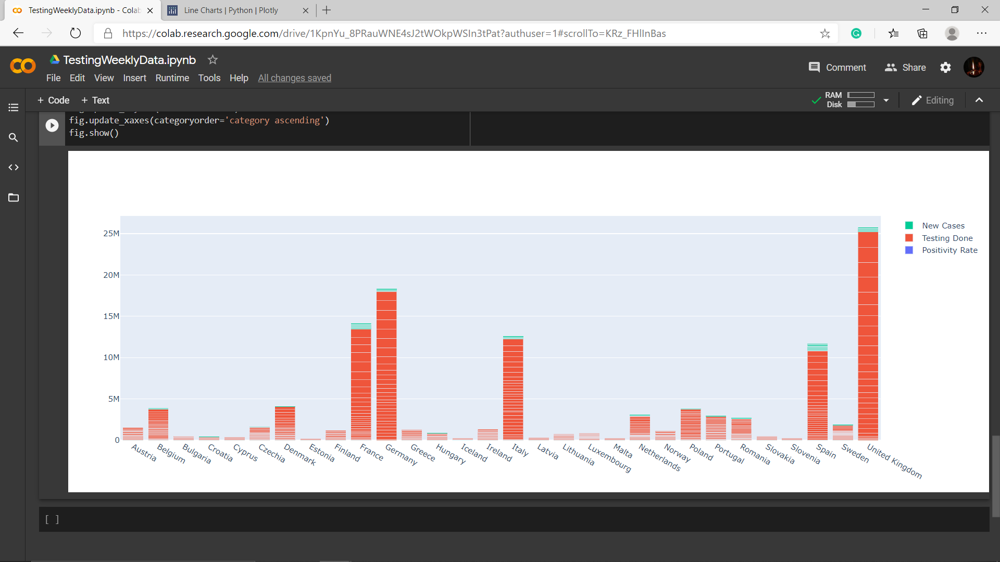 TestingWeeklyData.ipynb - Colab
Line Charts | Python | Plotly
https://colab.research.google.com/drive/1KpnYu_8PRauWNE4sJ2tWOkpWSIn3tPat?authuser=1#scrollTo=KRz_FHlInBas
TestingWeeklyData.ipynb
Comment
Share
File Edit View Insert Runtime Tools Help All changes saved
+ Code + Text
RAM
Disk
Editing
fig.update_xaxes(categoryorder='category ascending')
fig.show()
25M
20M
15M
10M
5M
0
New Cases
Testing Done
Positivity Rate
Austria
Belgium
Bulgaria
Croatia
Cyprus
Czechia
Denmark
Estonia
Finland
France
Germany
Greece
Hungary
Iceland
Ireland
Italy
Latvia
Lithuania
Luxembourg
Malta
Netherlands
Norway
Poland
Portugal
Romania
Slovakia
Slovenia
Spain
Sweden
United Kingdom
[ ]